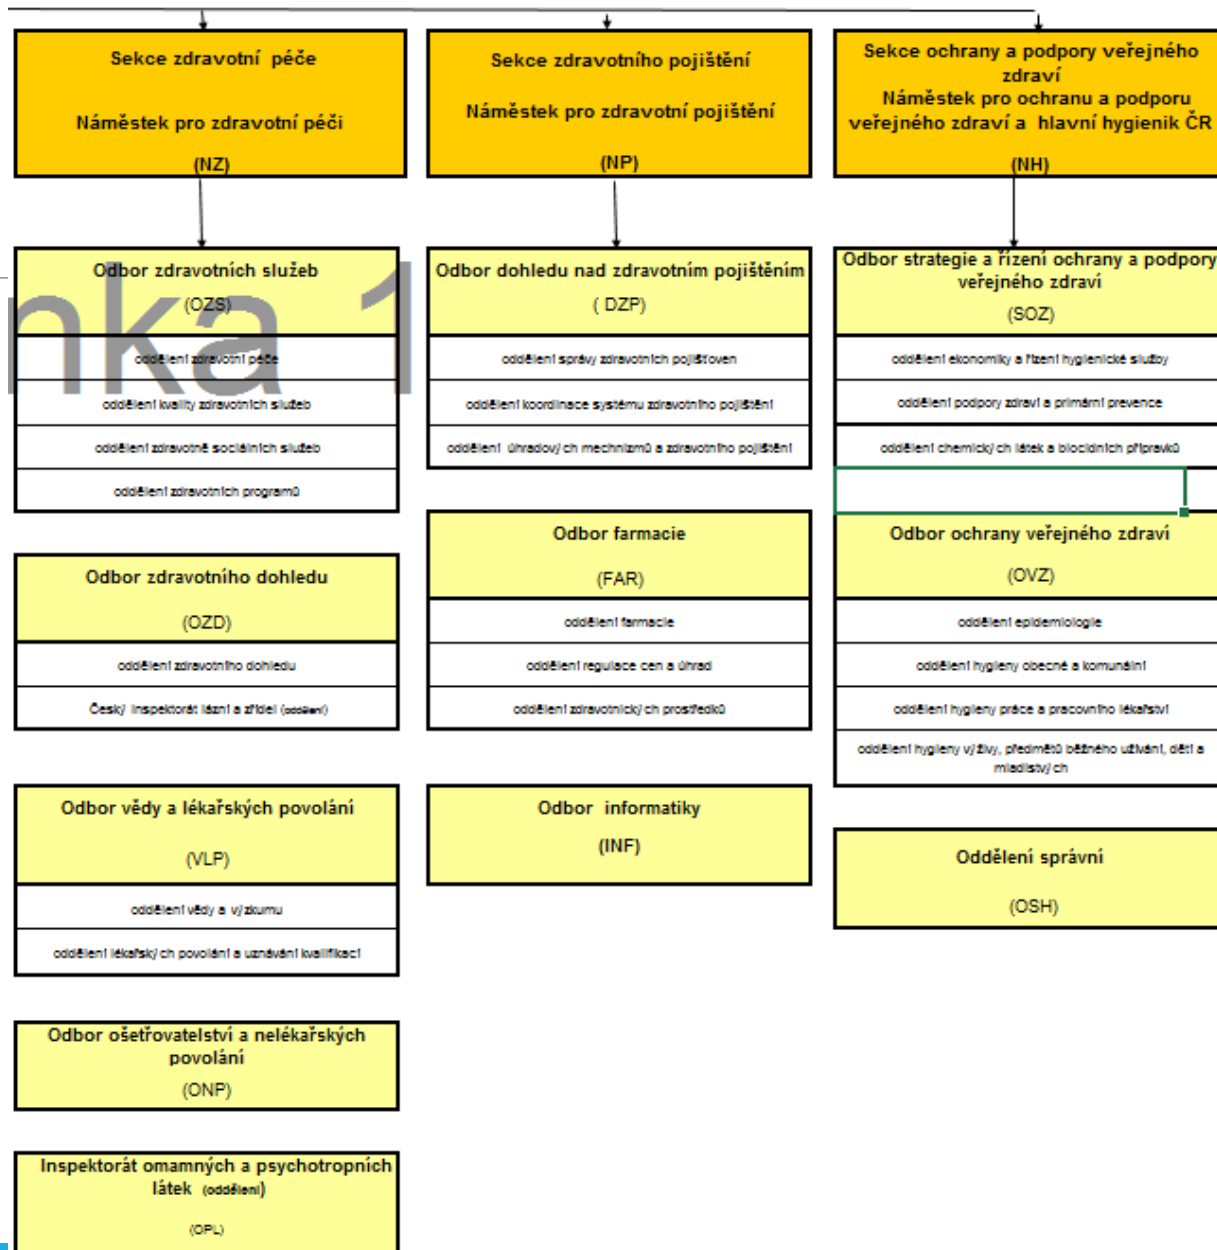 Sekce zdravotní péče
Náměstek pro zdravotní péči
(NZ)
Odbor zdravotních služeb
(OZS)
oddělení zdravotní péče
oddělení kvality zdravotních služeb
oddělení zdravotně sociálních služeb
oddělení zdravotních programů
Odbor zdravotního dohledu
(OZD)
oddělení zdravotního dohledu
Český inspektorát lázní a zřídel (oddělení)
Odbor vědy a lékařských povolání
(VLP)
oddělení vědy a výzkumu
oddělení lékařských povolání a uznávání kvalifikací
Odbor ošetřovatelství a nelékařských
povolání
(ONP)
Inspektorát omamných a psychotropních
látek (oddělení)
(OPL)
Sekce zdravotního pojištění
Náměstek pro zdravotní pojištění
(NP)
Odbor dohledu nad zdravotním pojištěním
( DZP)
oddělení správy zdravotních pojišťoven
oddělení koordinace systému zdravotního pojištění
oddělení úhradových mechnizmů a zdravotního pojištění
Odbor farmacie
(FAR)
oddělení farmacie
oddělení regulace cen a úhrad
oddělení zdravotnických prostředků
Odbor informatiky
(INF)
Sekce ochrany a podpory veřejného
zdraví
Náměstek pro ochranu a podporu
veřejného zdraví a hlavní hygienik ČR
(NH)
Odbor strategie a řízení ochrany a podpory
veřejného zdraví
(SOZ)
oddělení ekonomiky a řízení hygienické služby
oddělení podpory zdraví a primární prevence
oddělení chemických látek a biocidních přípravků
Odbor ochrany veřejného zdraví
(OVZ)
oddělení epidemiologie
oddělení hygieny obecné a komunální
oddělení hygieny práce a pracovního lékařství
oddělení hygieny výživy, předmětů běžného užívání, dětí a
mladistvých
Oddělení správní
(OSH)
nka 1